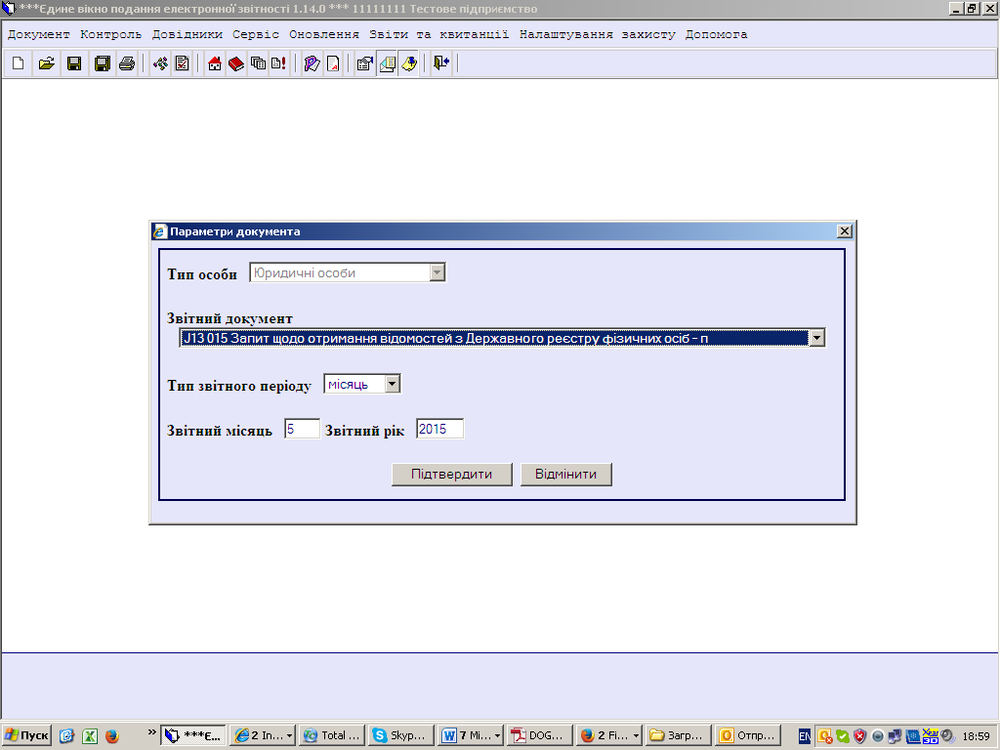 ***Єдине вікно подання електронної звітності 1.14.0 *** 11111111 Тестове підприємство
Документ Контроль Довідники Сервіс Оновлення Звіти та квитанції Налаштування захисту Допомога
Параметри документа
Тип особи Юридичні особи
Звітний документ
J13 015 Запит щодо отримання відомостей з Державного реєстру фізичних осіб – п
Тип звітного періоду місяць
Звітний місяць 5 Звітний рік 2015
Підтвердити Відмінити
Пуск » ***Є... 2 In... Total ... Skyp... 7 Mi... DOG... 2 Fi... Загр... Отпр... EN 18:59